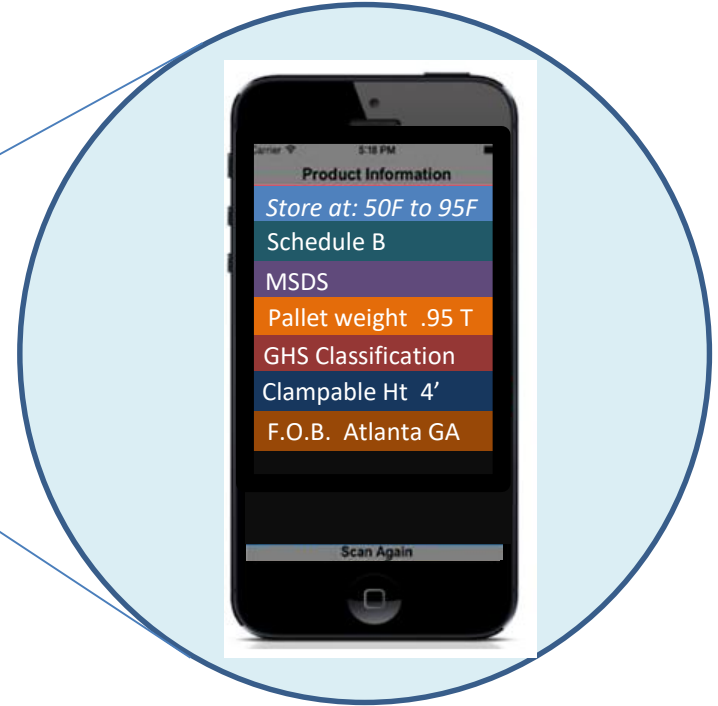 Carrier 5:18 PM
Product Information
Store at: 50F to 95F
Schedule B
MSDS
Pallet weight .95 T
GHS Classification
Clampable Ht 4’
F.O.B. Atlanta GA
Scan Again